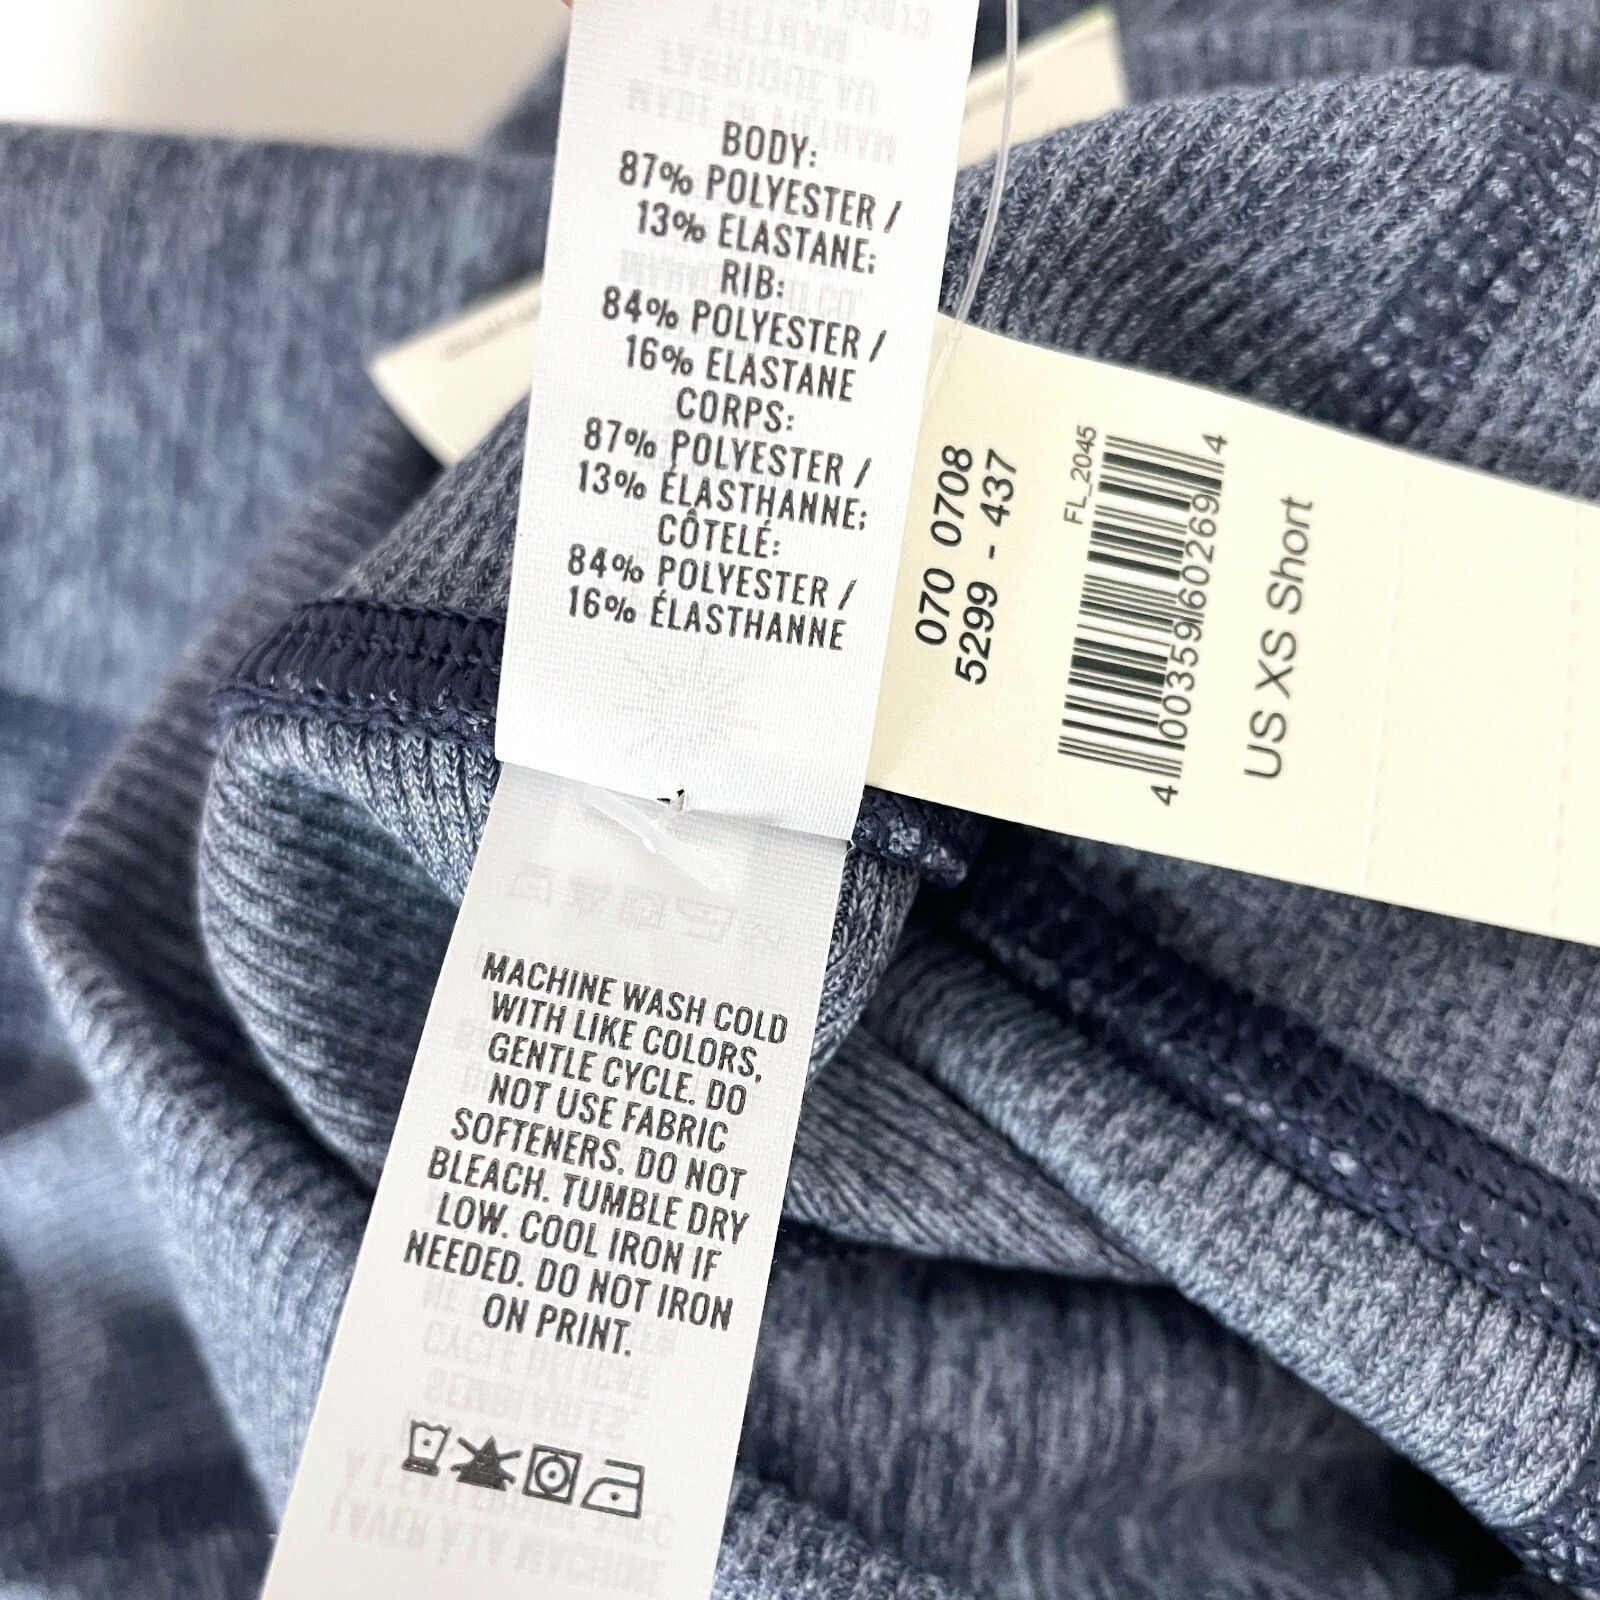 BODY:
87% POLYESTER /
13% ELASTANE;
RIB:
84% POLYESTER /
16% ELASTANE
CORPS:
87% POLYESTER /
13% ÉLASTHANNE;
CÔTELÉ:
84% POLYESTER /
16% ÉLASTHANNE
MACHINE WASH COLD
WITH LIKE COLORS,
GENTLE CYCLE. DO
NOT USE FABRIC
SOFTENERS. DO NOT
BLEACH. TUMBLE DRY
LOW. COOL IRON IF
NEEDED. DO NOT IRON
ON PRINT.
070 0708
5299 - 437
FL_2045
4 00359 60269 4
US XS Short